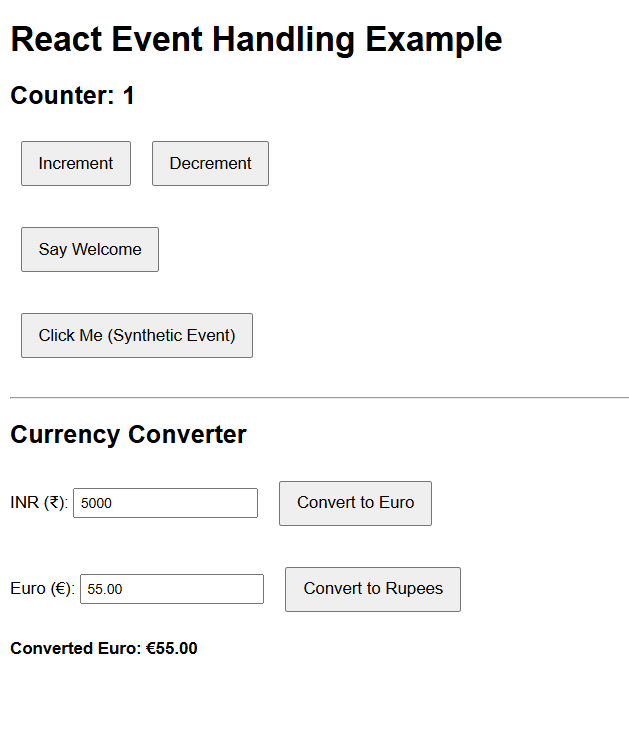 React Event Handling Example
Counter: 1
Increment Decrement
Say Welcome
Click Me (Synthetic Event)
Currency Converter
INR (₹): 5000 Convert to Euro
Euro (€): 55.00 Convert to Rupees
Converted Euro: €55.00